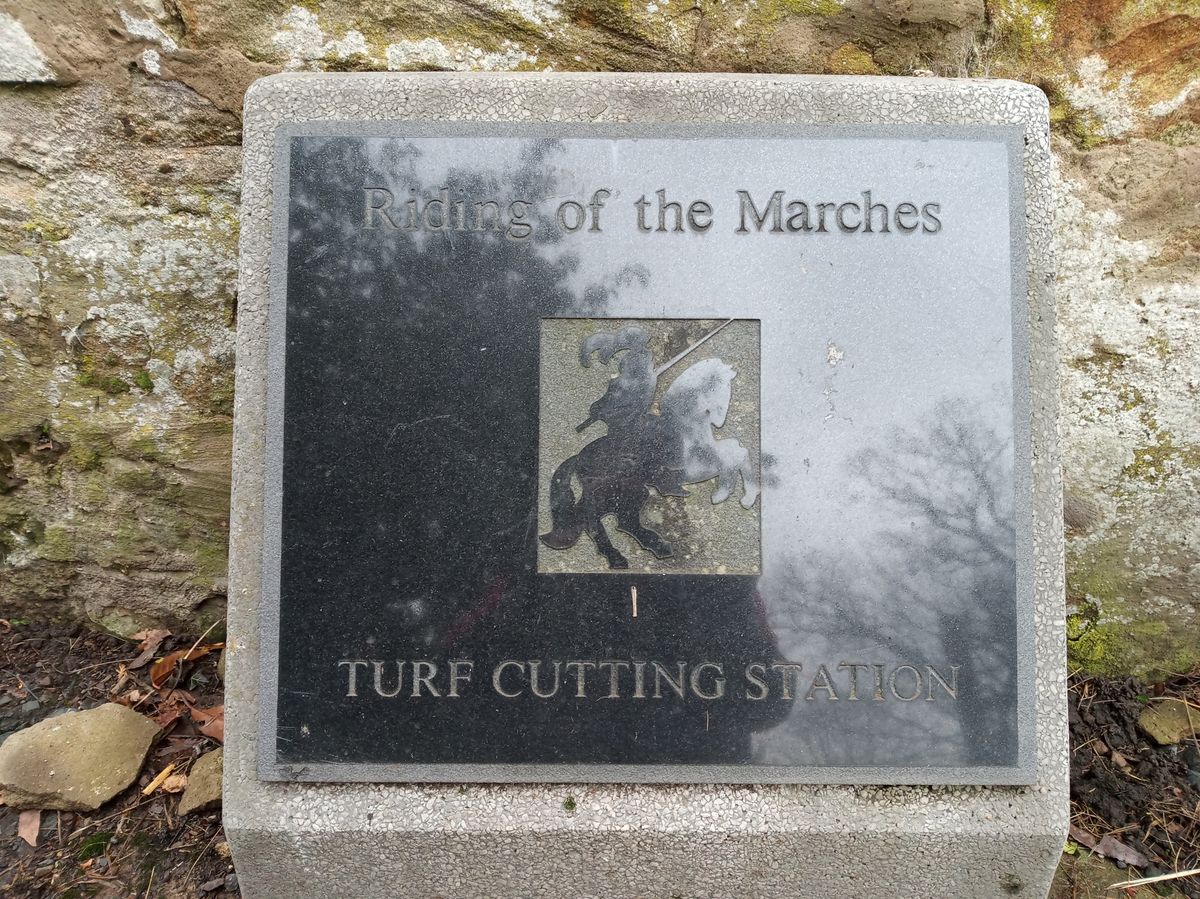 Riding of the Marches
TURF CUTTING STATION